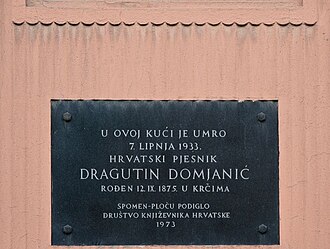 U OVOJ KUĆI JE UMRO
7. LIPNJA 1933.
HRVATSKI PJESNIK
DRAGUTIN DOMJANIĆ
ROĐEN 12. IX. 1875. U KRČIMA
SPOMEN-PLOČU PODIGLO
DRUŠTVO KNJIŽEVNIKA HRVATSKE
1973